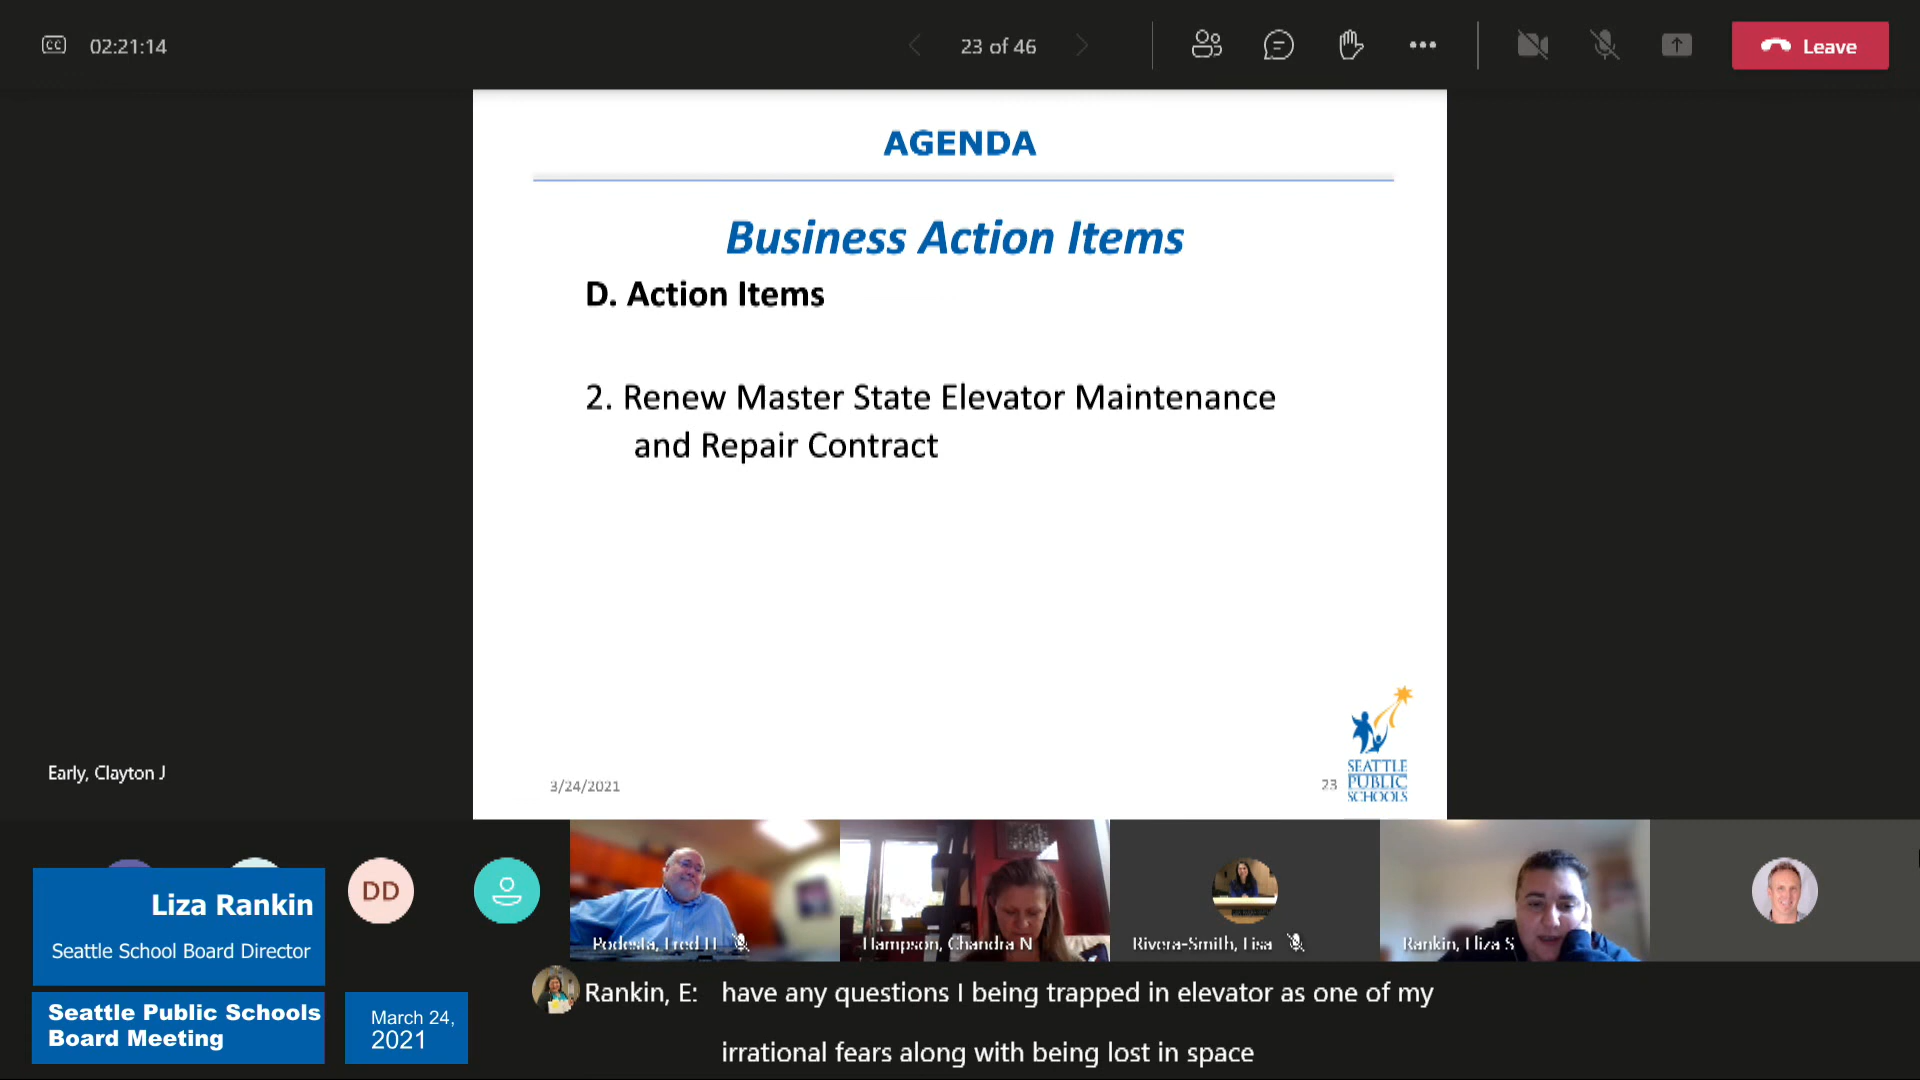 CC 02:21:14
23 of 46
Leave
AGENDA
Business Action Items
D. Action Items
2. Renew Master State Elevator Maintenance
and Repair Contract
3/24/2021
23
SEATTLE
PUBLIC
SCHOOLS
Early, Clayton J
DD
Podesta, Fred H
Hampson, Chandra N
Rivera-Smith, Lisa
Rankin, Eliza S
Liza Rankin
Seattle School Board Director
Seattle Public Schools
Board Meeting
March 24,
2021
Rankin, E: have any questions I being trapped in elevator as one of my
irrational fears along with being lost in space